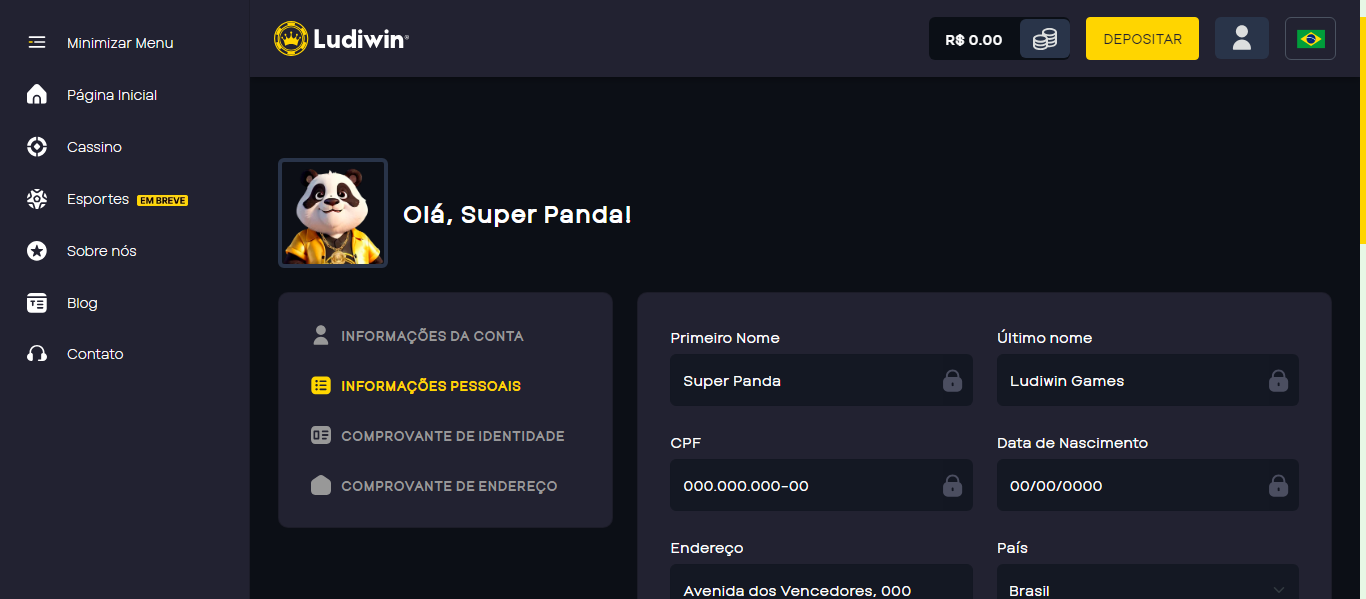 Minimizar Menu
Página Inicial
Cassino
Esportes EM BREVE
Sobre nós
Blog
Contato
Ludiwin®
R$ 0.00
DEPOSITAR
Olá, Super Panda!
INFORMAÇÕES DA CONTA
INFORMAÇÕES PESSOAIS
COMPROVANTE DE IDENTIDADE
COMPROVANTE DE ENDEREÇO
Primeiro Nome
Super Panda
Último nome
Ludiwin Games
CPF
000.000.000-00
Data de Nascimento
00/00/0000
Endereço
Avenida dos Vencedores, 000
País
Brasil